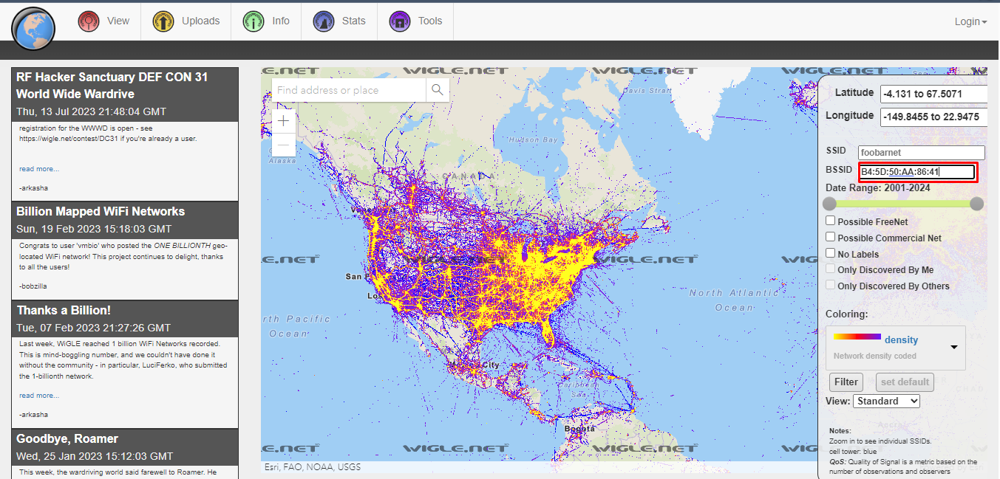 View
Uploads
Info
Stats
Tools
Login
RF Hacker Sanctuary DEF CON 31
World Wide Wardrive
Thu, 13 Jul 2023 21:48:04 GMT
registration for the WWWD is open - see
https://wigle.net/contest/DC31 if you're already a user.
read more...
-arkasha
Billion Mapped WiFi Networks
Sun, 19 Feb 2023 15:18:03 GMT
Congrats to user 'vmbio' who posted the ONE BILLIONTH geo-
located WiFi network! This project continues to delight, thanks
to all the users!
-bobzilla
Thanks a Billion!
Tue, 07 Feb 2023 21:27:26 GMT
Last week, WiGLE reached 1 billion WiFi Networks recorded.
This is mind-boggling number, and we couldn't have done it
without the community - in particular, LuciFerko, who submitted
the 1-billionth network.
read more...
-arkasha
Goodbye, Roamer
Wed, 25 Jan 2023 15:12:03 GMT
This week, the wardriving world said farewell to Roamer. He
WIGLE.NET
Find address or place
+
Davis Strait
Hudson Bay
Alaska
CANADA
WIGLE.NET
San
North Atlantic
Ocean
rth Pacific
Ocean
City
Caribbean
Sea
Bogotá
WIGLE.NET
Esri, FAO, NOAA, USGS
Latitude -4.131 to 67.5071
Longitude -149.8455 to 22.9475
SSID foobarnet
BSSID B4:5D:50:AA:86:41
Date Range: 2001-2024
Possible FreeNet
Possible Commercial Net
No Labels
Only Discovered By Me
Only Discovered By Others
Coloring:
density
Network density coded
Filter set default
View: Standard
Notes:
Zoom in to see individual SSIDs.
cell tower: blue
QoS: Quality of Signal is a metric based on the
number of observations and observers